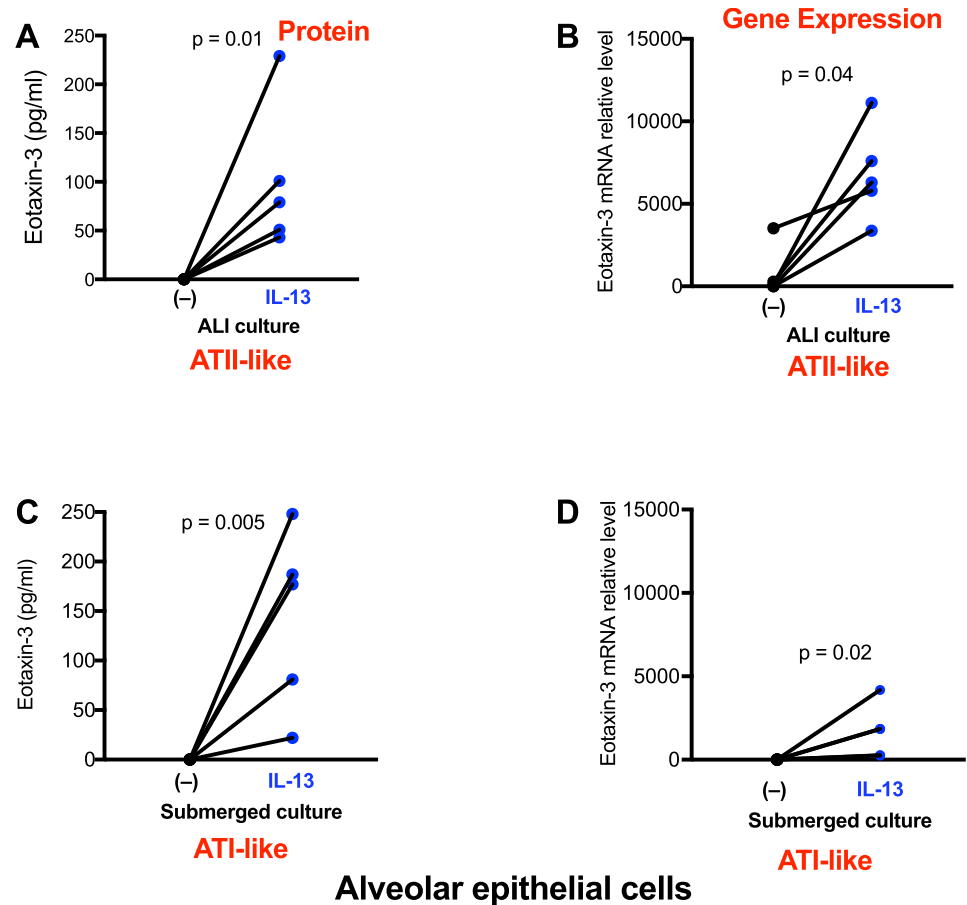 A
Protein
p = 0.01
Eotaxin-3 (pg/ml)
250
200
150
100
50
0
(–)
IL-13
ALI culture
ATII-like
B
Gene Expression
p = 0.04
Eotaxin-3 mRNA relative level
15000
10000
5000
0
(–)
IL-13
ALI culture
ATII-like
C
p = 0.005
Eotaxin-3 (pg/ml)
250
200
150
100
50
0
(–)
IL-13
Submerged culture
ATI-like
D
p = 0.02
Eotaxin-3 mRNA relative level
15000
10000
5000
0
(–)
IL-13
Submerged culture
ATI-like
Alveolar epithelial cells